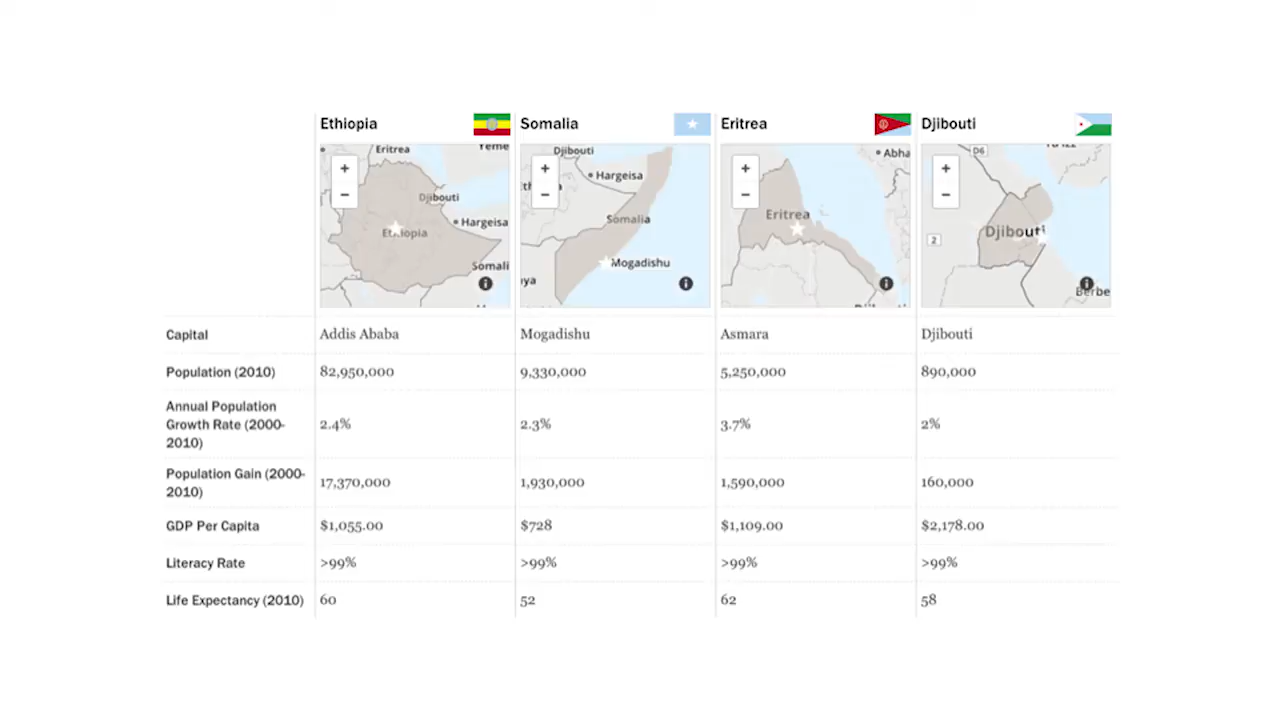 Ethiopia
Somalia
Eritrea
Djibouti
Eritrea
Yeme
Djibouti
Hargeisa
Ethiopia
Somali
Djibouti
Hargeisa
Somalia
Mogadishu
ya
Abha
Eritrea
D6
Djibouti
2
Berbe
Capital Addis Ababa Mogadishu Asmara Djibouti
Population (2010) 82,950,000 9,330,000 5,250,000 890,000
Annual Population
Growth Rate (2000- 2.4% 2.3% 3.7% 2%
2010)
Population Gain (2000-
2010) 17,370,000 1,930,000 1,590,000 160,000
GDP Per Capita $1,055.00 $728 $1,109.00 $2,178.00
Literacy Rate >99% >99% >99% >99%
Life Expectancy (2010) 60 52 62 58